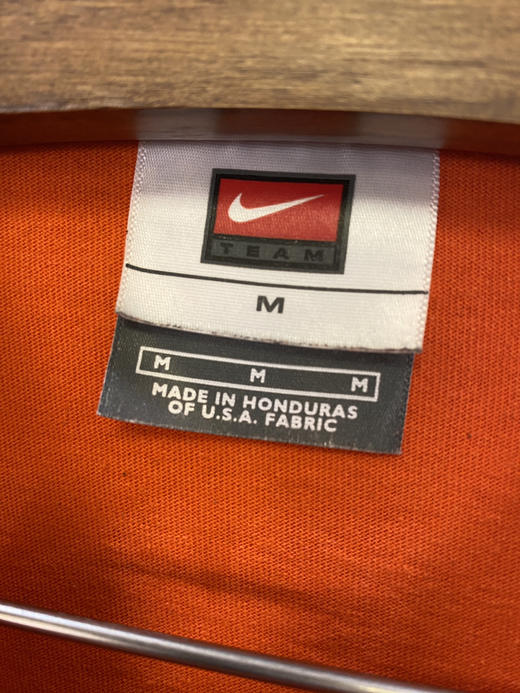 TEAM
M
M M M
MADE IN HONDURAS
OF U.S.A. FABRIC